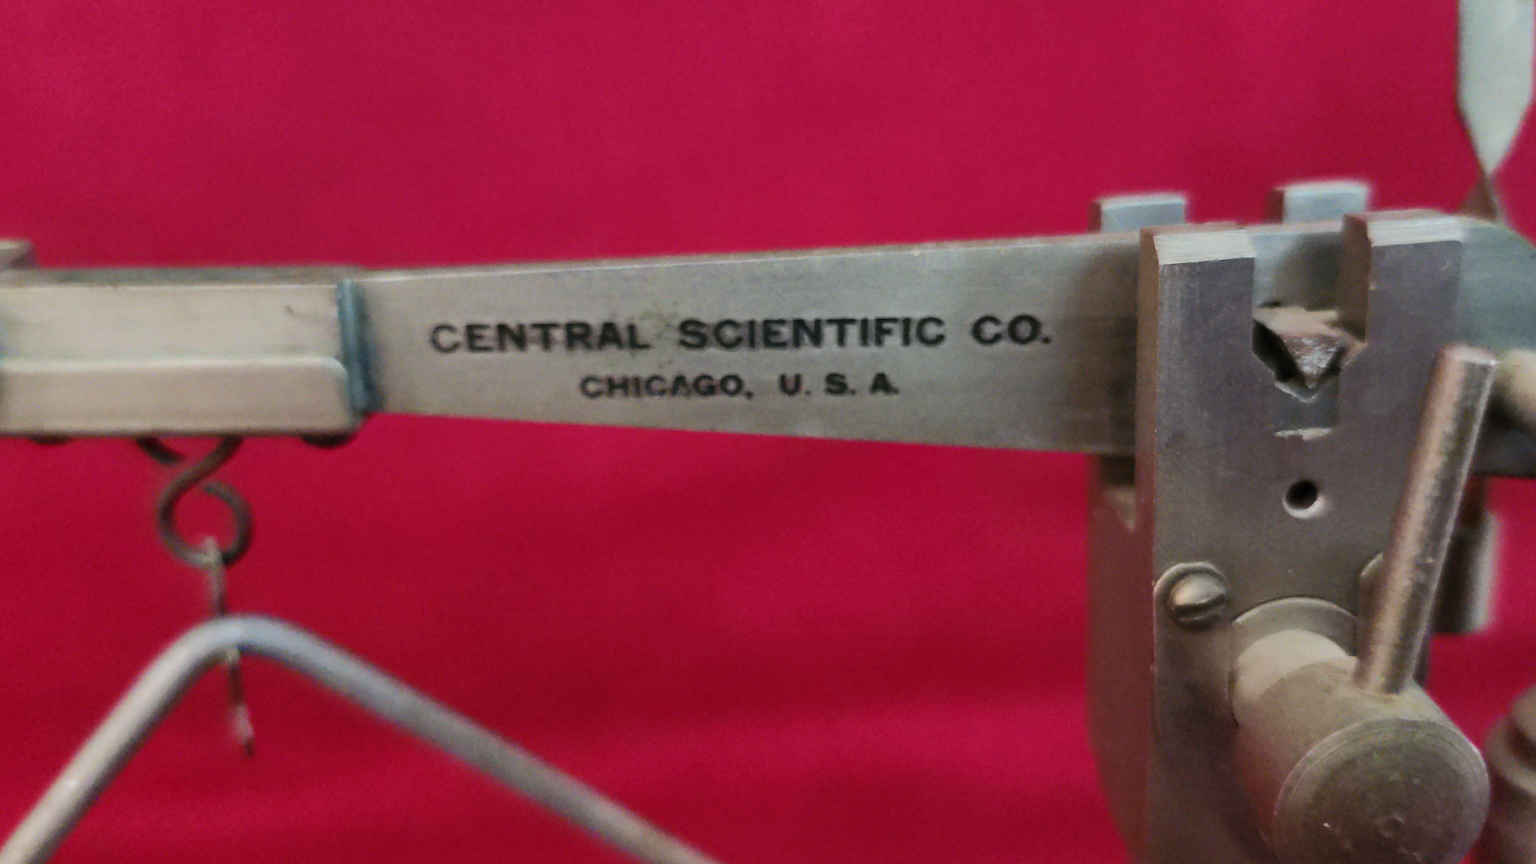 CENTRAL SCIENTIFIC CO.
CHICAGO, U. S. A.